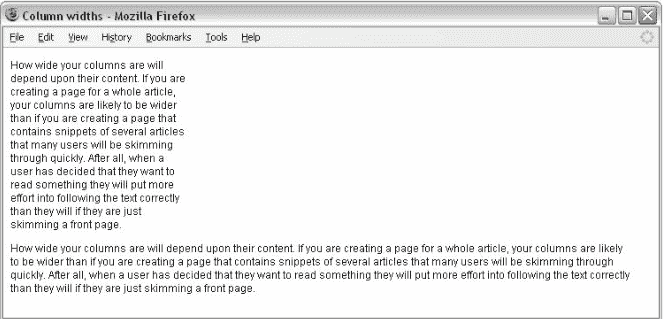 Column widths - Mozilla Firefox
File Edit View History Bookmarks Tools Help
How wide your columns are will
depend upon their content. If you are
creating a page for a whole article,
your columns are likely to be wider
than if you are creating a page that
contains snippets of several articles
that many users will be skimming
through quickly. After all, when a
user has decided that they want to
read something they will put more
effort into following the text correctly
than they will if they are just
skimming a front page.
How wide your columns are will depend upon their content. If you are creating a page for a whole article, your columns are likely
to be wider than if you are creating a page that contains snippets of several articles that many users will be skimming through
quickly. After all, when a user has decided that they want to read something they will put more effort into following the text correctly
than they will if they are just skimming a front page.